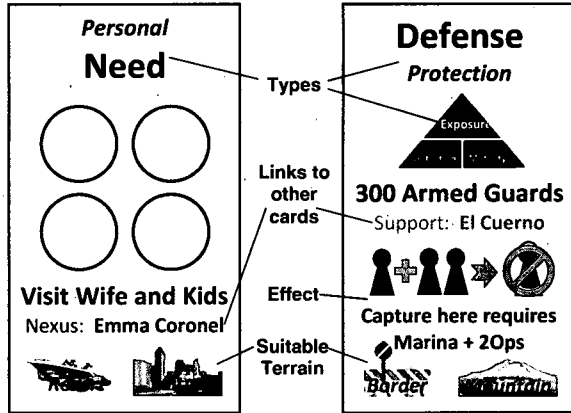 Personal
Need
Visit Wife and Kids
Nexus: Emma Coronel
Types
Links to
other
cards
Effect
Suitable
Terrain
Defense
Protection
Exposure
300 Armed Guards
Support: El Cuerno
Capture here requires
Marina + 2Ops
Border
Mountain